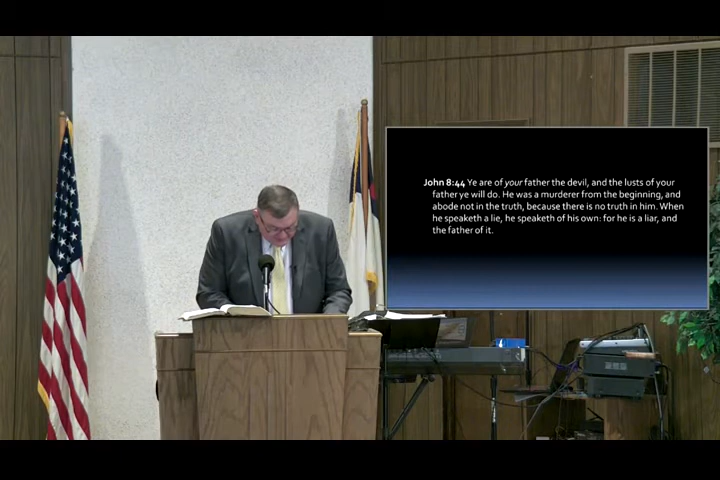 John 8:44 Ye are of your father the devil, and the lusts of your
father ye will do. He was a murderer from the beginning, and
abode not in the truth, because there is no truth in him. When
he speaketh a lie, he speaketh of his own: for he is a liar, and
the father of it.